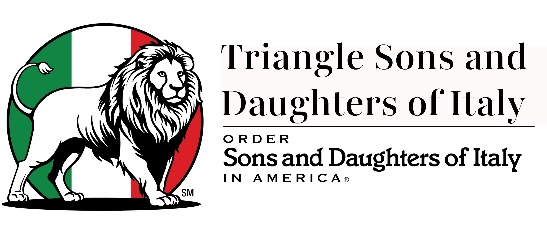 Triangle Sons and
Daughters of Italy
ORDER
Sons and Daughters of Italy
IN AMERICA®
SM